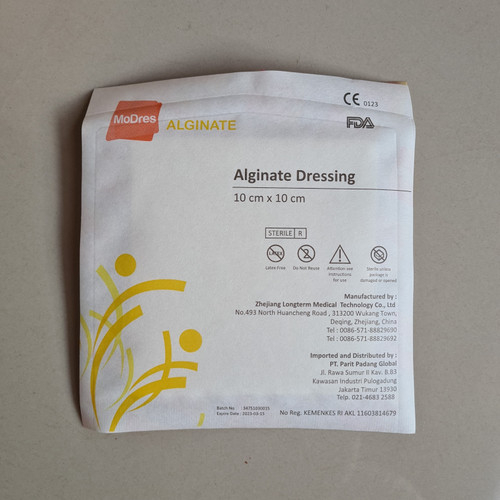 CE 0123
FDA
MoDres
ALGINATE
Alginate Dressing
10 cm x 10 cm
STERILE R
LATEX
2
Latex Free
Do Not Reuse
Attention see
instructions
for use
Sterile unless
package is
damaged or opened
Manufactured by :
Zhejiang Longterm Medical Technology Co., Ltd
No.493 North Huancheng Road , 313200 Wukang Town,
Deqing, Zhejiang, China
Tel : 0086-571-88829690
Tel : 0086-571-88829692
Imported and Distributed by :
PT. Parit Padang Global
Jl. Rawa Sumur II Kav. B.B3
Kawasan Industri Pulogadung
Jakarta Timur 13930
Telp. 021-4683 2588
Batch No
Expire Date
No Reg. KEMENKES RI AKL 11603814679